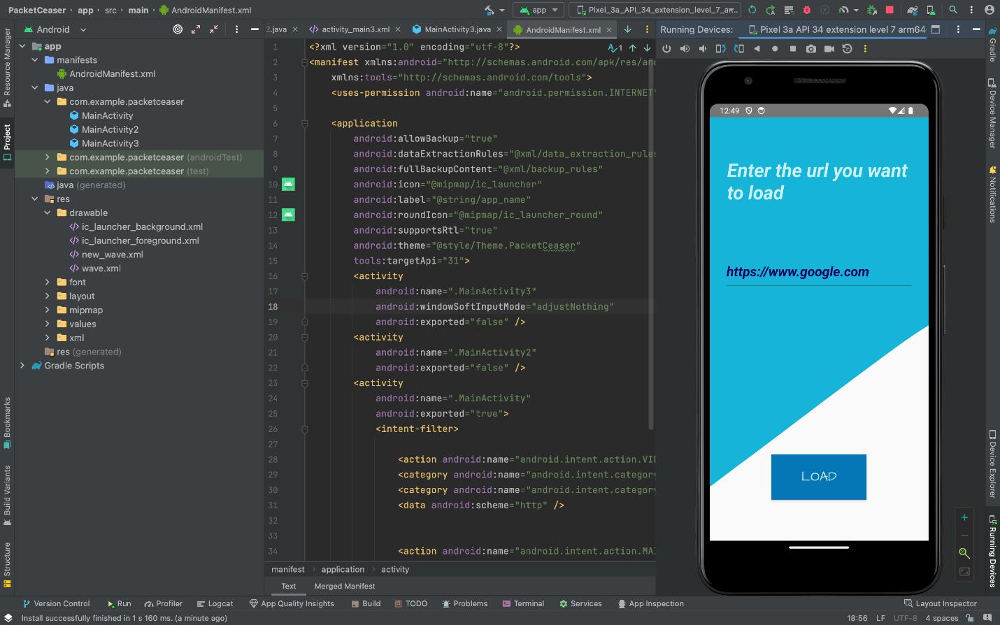 PacketCeaser app src main AndroidManifest.xml
app
Pixel_3a_API_34_extension_level_7_a
Android
2.java
activity_main3.xml
MainActivity3.java
AndroidManifest.xml
Running Devices:
Pixel 3a API 34 extension level 7 arm64
Resource Manager
Project
Bookmarks
Build Variants
Structure
app
manifests
AndroidManifest.xml
java
com.example.packetceaser
MainActivity
MainActivity2
MainActivity3
com.example.packetceaser (androidTest)
com.example.packetceaser (test)
java (generated)
res
drawable
ic_launcher_background.xml
ic_launcher_foreground.xml
new_wave.xml
wave.xml
font
layout
mipmap
values
xml
res (generated)
Gradle Scripts
1 <?xml version="1.0" encoding="utf-8"?>
1
2 <manifest xmlns:android="http://schemas.android.com/apk/res/and
3 xmlns:tools="http://schemas.android.com/tools">
4 <uses-permission android:name="android.permission.INTERNET"
5
6 <application
7 android:allowBackup="true"
8 android:dataExtractionRules="@xml/data_extraction_rules
9 android:fullBackupContent="@xml/backup_rules"
10 android:icon="@mipmap/ic_launcher"
11 android:label="@string/app_name"
12 android:roundIcon="@mipmap/ic_launcher_round"
13 android:supportsRtl="true"
14 android:theme="@style/Theme.PacketCeaser"
15 tools:targetApi="31">
16 <activity
17 android:name=".MainActivity3"
18 android:windowSoftInputMode="adjustNothing"
19 android:exported="false" />
20 <activity
21 android:name=".MainActivity2"
22 android:exported="false" />
23 <activity
24 android:name=".MainActivity"
25 android:exported="true">
26 <intent-filter>
27
28 <action android:name="android.intent.action.VIE
29 <category android:name="android.intent.category
30 <category android:name="android.intent.category
31 <data android:scheme="http" />
32
33
34 <action android:name="android.intent.action.MAI
manifest application activity
Text Merged Manifest
12:49
Enter the url you want
to load
https://www.google.com
LOAD
Gradle
Device Manager
Notifications
Device Explorer
Running Devices
Version Control Run Profiler Logcat App Quality Insights Build TODO Problems Terminal Services App Inspection Layout Inspector
Install successfully finished in 1 s 160 ms. (a minute ago)
18:56 LF UTF-8 4 spaces